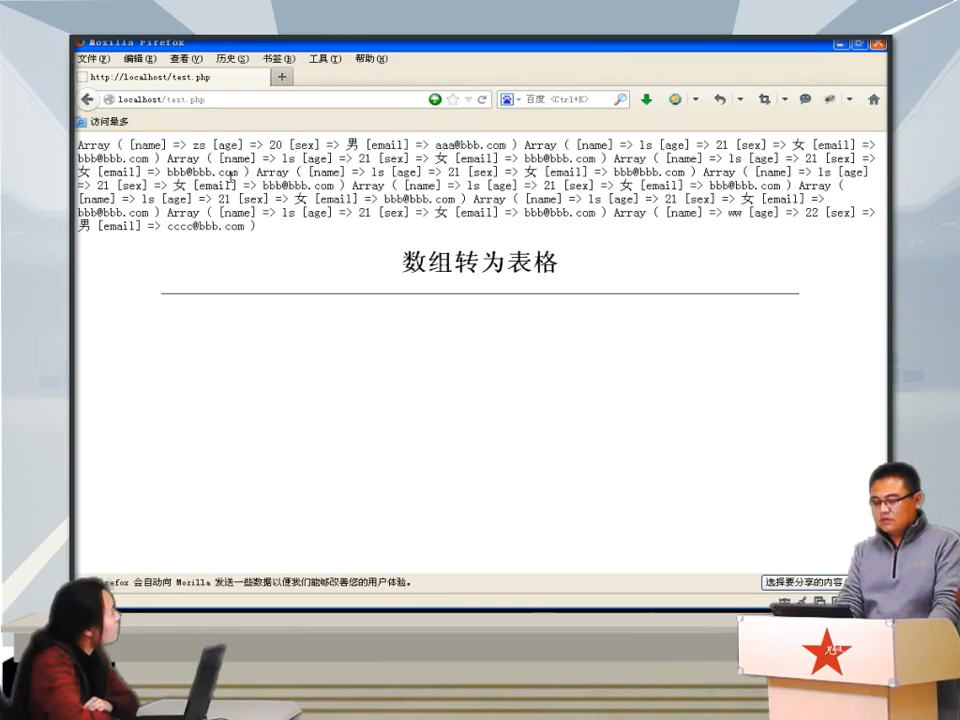 Mozilla Firefox
文件(F) 编辑(E) 查看(V) 历史(S) 书签(B) 工具(T) 帮助(H)
http://localhost/test.php
localhost/test.php 百度 <Ctrl+K>
访问最多
Array ( [name] => zs [age] => 20 [sex] => 男 [email] => aaa@bbb.com ) Array ( [name] => ls [age] => 21 [sex] => 女 [email] =>
bbb@bbb.com ) Array ( [name] => ls [age] => 21 [sex] => 女 [email] => bbb@bbb.com ) Array ( [name] => ls [age] => 21 [sex] =>
女 [email] => bbb@bbb.com ) Array ( [name] => ls [age] => 21 [sex] => 女 [email] => bbb@bbb.com ) Array ( [name] => ls [age]
=> 21 [sex] => 女 [email] => bbb@bbb.com ) Array ( [name] => ls [age] => 21 [sex] => 女 [email] => bbb@bbb.com ) Array (
[name] => ls [age] => 21 [sex] => 女 [email] => bbb@bbb.com ) Array ( [name] => ls [age] => 21 [sex] => 女 [email] =>
bbb@bbb.com ) Array ( [name] => ls [age] => 21 [sex] => 女 [email] => bbb@bbb.com ) Array ( [name] => ww [age] => 22 [sex] =>
男 [email] => cccc@bbb.com )
数组转为表格
会自动向 Mozilla 发送一些数据以便我们能够改善您的用户体验。 选择要分享的内容